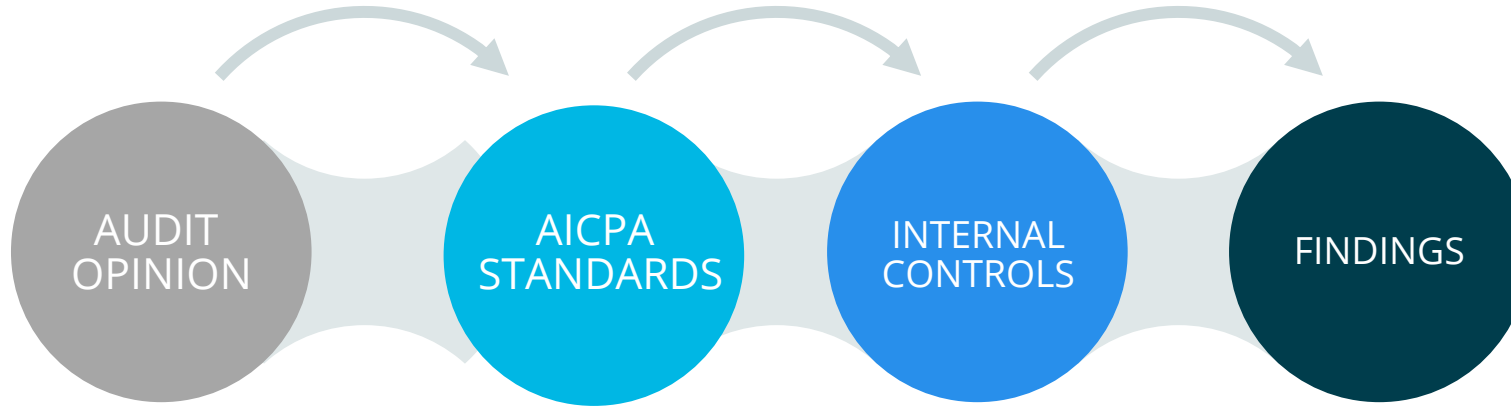 AUDIT
OPINION
AICPA
STANDARDS
INTERNAL
CONTROLS
FINDINGS